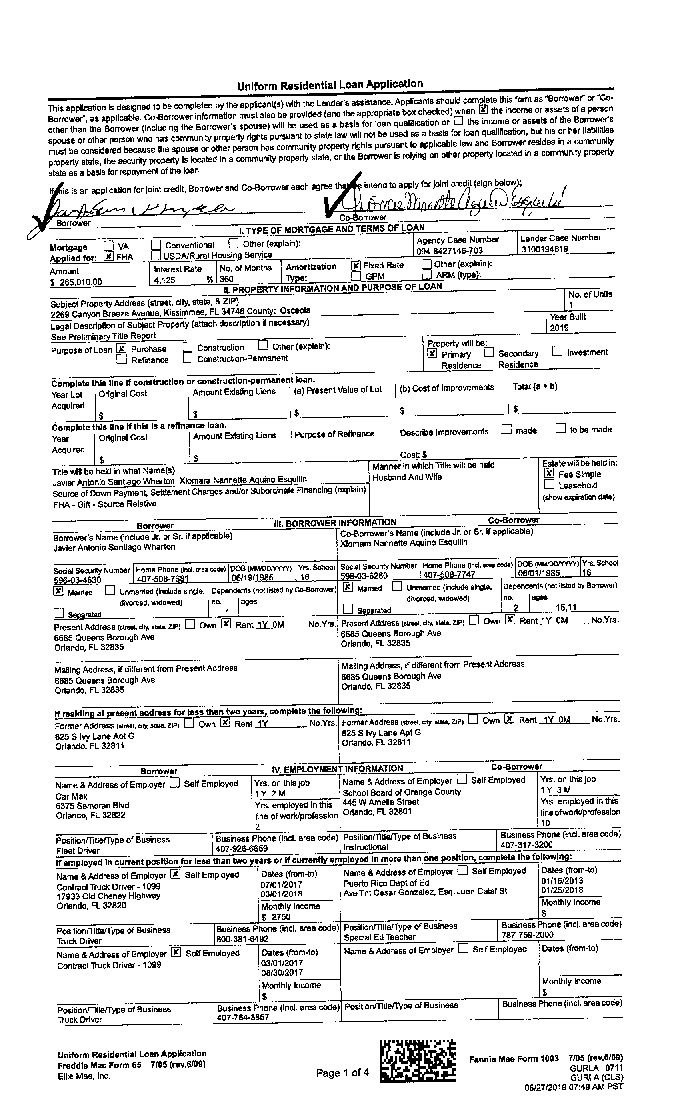 Uniform Residential Loan Application
This application is designed to be completed by the applicant(s) with the Lender's assistance. Applicants should complete this form as "Borrower" or "Co-
Borrower", as applicable. Co-Borrower information must also be provided (and the appropriate box checked) when ☒ the income or assets of a person
other than the Borrower (including the Borrower's spouse) will be used as a basis for loan qualification or ☐ the income or assets of the Borrower's
spouse or other person who has community property rights pursuant to state law will not be used as a basis for loan qualification, but his or her liabilities
must be considered because the spouse or other person has community property rights pursuant to applicable law and Borrower resides in a community
property state, the security property is located in a community property state, or the Borrower is relying on other property located in a community property
state as a basis for repayment of the loan.
If this is an application for joint credit, Borrower and Co-Borrower each agree that we intend to apply for joint credit (sign below):
Borrower Co-Borrower
I. TYPE OF MORTGAGE AND TERMS OF LOAN
Mortgage ☐ VA ☐ Conventional ☐ Other (explain): Agency Case Number Lender Case Number
Applied for: ☒ FHA ☐ USDA/Rural Housing Service 094-8427146-703 3100194619
Amount Interest Rate No. of Months Amortization ☒ Fixed Rate ☐ Other (explain):
$ 265,010.00 4.125 % 360 Type: ☐ GPM ☐ ARM (type):
II. PROPERTY INFORMATION AND PURPOSE OF LOAN
Subject Property Address (street, city, state, & ZIP) No. of Units
2269 Canyon Breeze Avenue, Kissimmee, FL 34746 County: Osceola 1
Legal Description of Subject Property (attach description if necessary) Year Built
See Preliminary Title Report 2019
Purpose of Loan ☒ Purchase ☐ Construction ☐ Other (explain): Property will be:
☐ Refinance ☐ Construction-Permanent ☒ Primary Residence ☐ Secondary Residence ☐ Investment
Complete this line if construction or construction-permanent loan.
Year Lot Acquired Original Cost Amount Existing Liens (a) Present Value of Lot (b) Cost of Improvements Total (a + b)
$ $ $ $ $
Complete this line if this is a refinance loan.
Year Acquired Original Cost Amount Existing Liens Purpose of Refinance Describe Improvements ☐ made ☐ to be made
$ $ Cost: $
Title will be held in what Name(s) Manner in which Title will be held Estate will be held in:
Javier Antonio Santiago Wharton Xiomara Nannette Aquino Esquilin Husband And Wife ☒ Fee Simple
Source of Down Payment, Settlement Charges and/or Subordinate Financing (explain) ☐ Leasehold
FHA - Gift - Source Relative (show expiration date)
Borrower III. BORROWER INFORMATION Co-Borrower
Borrower's Name (include Jr. or Sr. if applicable) Co-Borrower's Name (include Jr. or Sr. if applicable)
Javier Antonio Santiago Wharton Xiomara Nannette Aquino Esquilin
Social Security Number Home Phone (incl. area code) DOB (MM/DD/YYYY) Yrs. School Social Security Number Home Phone (incl. area code) DOB (MM/DD/YYYY) Yrs. School
06/19/1985 16 407-508-7747 06/01/1985 16
☒ Married ☐ Unmarried (include single, divorced, widowed) Dependents (not listed by Co-Borrower) ☒ Married ☐ Unmarried (include single, divorced, widowed) Dependents (not listed by Borrower)
☐ Separated no. ages ☐ Separated no. 2 ages 15,11
Present Address (street, city, state, ZIP) ☐ Own ☒ Rent 1Y 0M No.Yrs. Present Address (street, city, state, ZIP) ☐ Own ☒ Rent 1Y 0M No.Yrs.
6685 Queens Borough Ave 6685 Queens Borough Ave
Orlando, FL 32835 Orlando, FL 32835
Mailing Address, if different from Present Address Mailing Address, if different from Present Address
6685 Queens Borough Ave 6685 Queens Borough Ave
Orlando, FL 32835 Orlando, FL 32835
If residing at present address for less than two years, complete the following:
Former Address (street, city, state, ZIP) ☐ Own ☒ Rent 1Y No.Yrs. Former Address (street, city, state, ZIP) ☐ Own ☒ Rent 1Y 0M No.Yrs.
625 S Ivy Lane Apt G 625 S Ivy Lane Apt G
Orlando, FL 32811 Orlando, FL 32811
Borrower IV. EMPLOYMENT INFORMATION Co-Borrower
Name & Address of Employer ☐ Self Employed Yrs. on this job Name & Address of Employer ☐ Self Employed Yrs. on this job
Car Max 1 Y 2 M School Board of Orange County 1 Y 3 M
6375 Semoran Blvd 445 W Amelia Street
Orlando, FL 32822 Orlando, FL 32801
Yrs. employed in this line of work/profession 2 Yrs. employed in this line of work/profession 10
Position/Title/Type of Business Business Phone (incl. area code) Position/Title/Type of Business Business Phone (incl. area code)
Fleet Driver 407-926-6859 Instructional 407-317-3200
If employed in current position for less than two years or if currently employed in more than one position, complete the following:
Name & Address of Employer ☒ Self Employed Dates (from-to) Name & Address of Employer ☐ Self Employed Dates (from-to)
Contract Truck Driver - 1099 07/01/2017 Puerto Rico Dept of Ed
17933 Old Cheney Highway 03/01/2018 01/25/2018
Orlando, FL 32820 Monthly Income Monthly Income
$ 2750 $
Position/Title/Type of Business Business Phone (incl. area code) Position/Title/Type of Business Business Phone (incl. area code)
Truck Driver 800-381-6192 Special Ed Teacher 787-759-2000
Name & Address of Employer ☒ Self Employed Dates (from-to) Name & Address of Employer ☐ Self Employed Dates (from-to)
Contract Truck Driver - 1099 03/01/2017
06/30/2017
Monthly Income Monthly Income
$ $
Position/Title/Type of Business Business Phone (incl. area code) Position/Title/Type of Business Business Phone (incl. area code)
Truck Driver
Uniform Residential Loan Application
Freddie Mac Form 65 7/05 (rev.6/09)
Ellie Mae, Inc.
Page 1 of 4
Fannie Mae Form 1003 7/05 (rev.6/09)
GURLA 0711
GURLA (CLS)
06/27/2019 07:49 AM PST